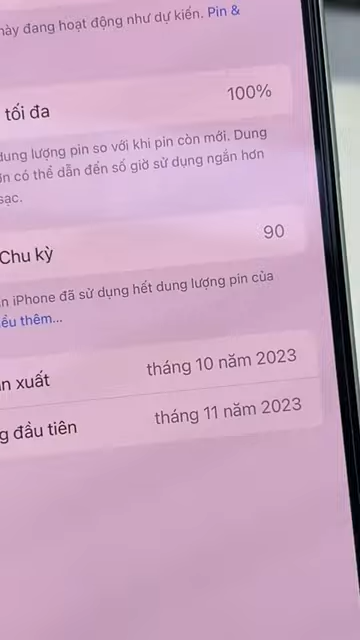 này đang hoạt động như dự kiến. Pin &
tối đa 100%
dung lượng pin so với khi pin còn mới. Dung
có thể dẫn đến số giờ sử dụng ngắn hơn
sạc.
Chu kỳ 90
iPhone đã sử dụng hết dung lượng pin của
thêm...
xuất tháng 10 năm 2023
đầu tiên tháng 11 năm 2023